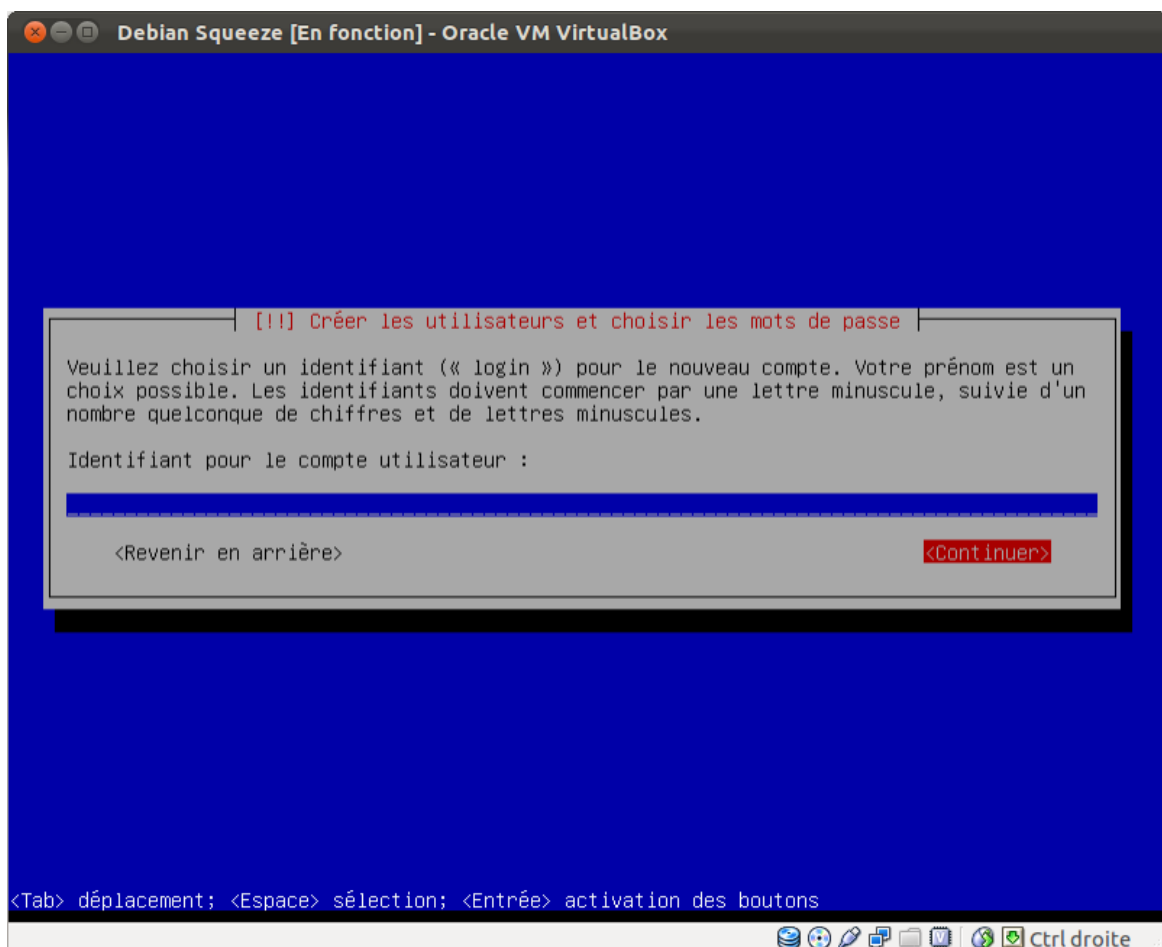 Debian Squeeze [En fonction] - Oracle VM VirtualBox
[!!] Créer les utilisateurs et choisir les mots de passe
Veuillez choisir un identifiant (« login ») pour le nouveau compte. Votre prénom est un
choix possible. Les identifiants doivent commencer par une lettre minuscule, suivie d'un
nombre quelconque de chiffres et de lettres minuscules.
Identifiant pour le compte utilisateur :
<Revenir en arrière> <Continuer>
<Tab> déplacement; <Espace> sélection; <Entrée> activation des boutons
Ctrl droite